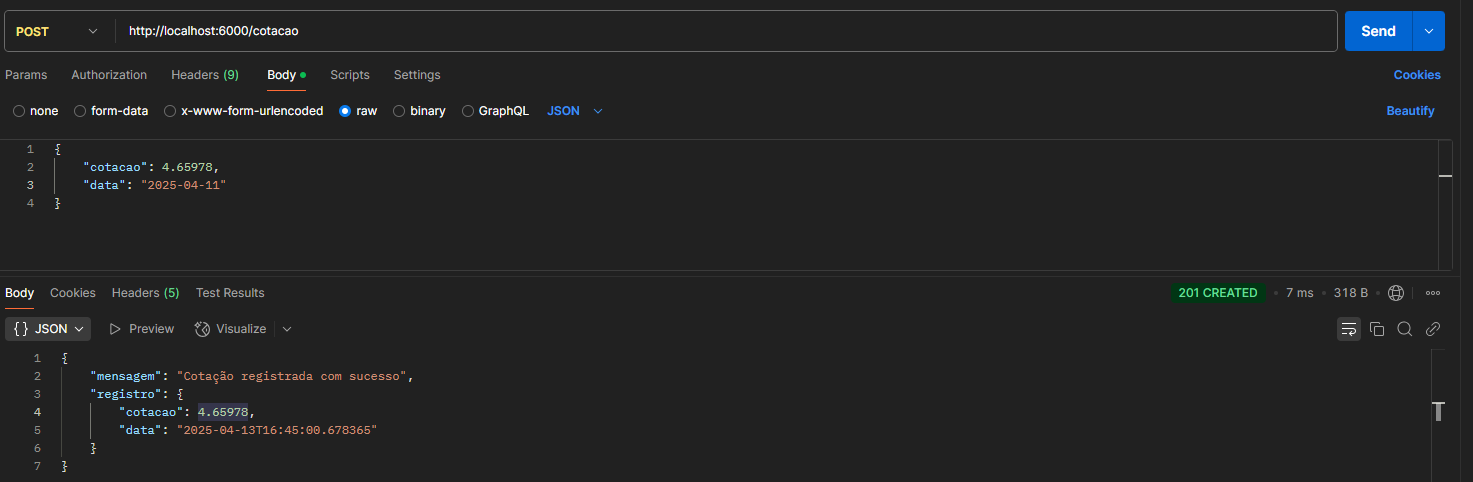 POST http://localhost:6000/cotacao Send
Params Authorization Headers (9) Body Scripts Settings Cookies
none form-data x-www-form-urlencoded raw binary GraphQL JSON Beautify
1 {
2 "cotacao": 4.65978,
3 "data": "2025-04-11"
4 }
Body Cookies Headers (5) Test Results 201 CREATED 7 ms 318 B
{} JSON Preview Visualize
1 {
2 "mensagem": "Cotação registrada com sucesso",
3 "registro": {
4 "cotacao": 4.65978,
5 "data": "2025-04-13T16:45:00.678365"
6 }
7 }